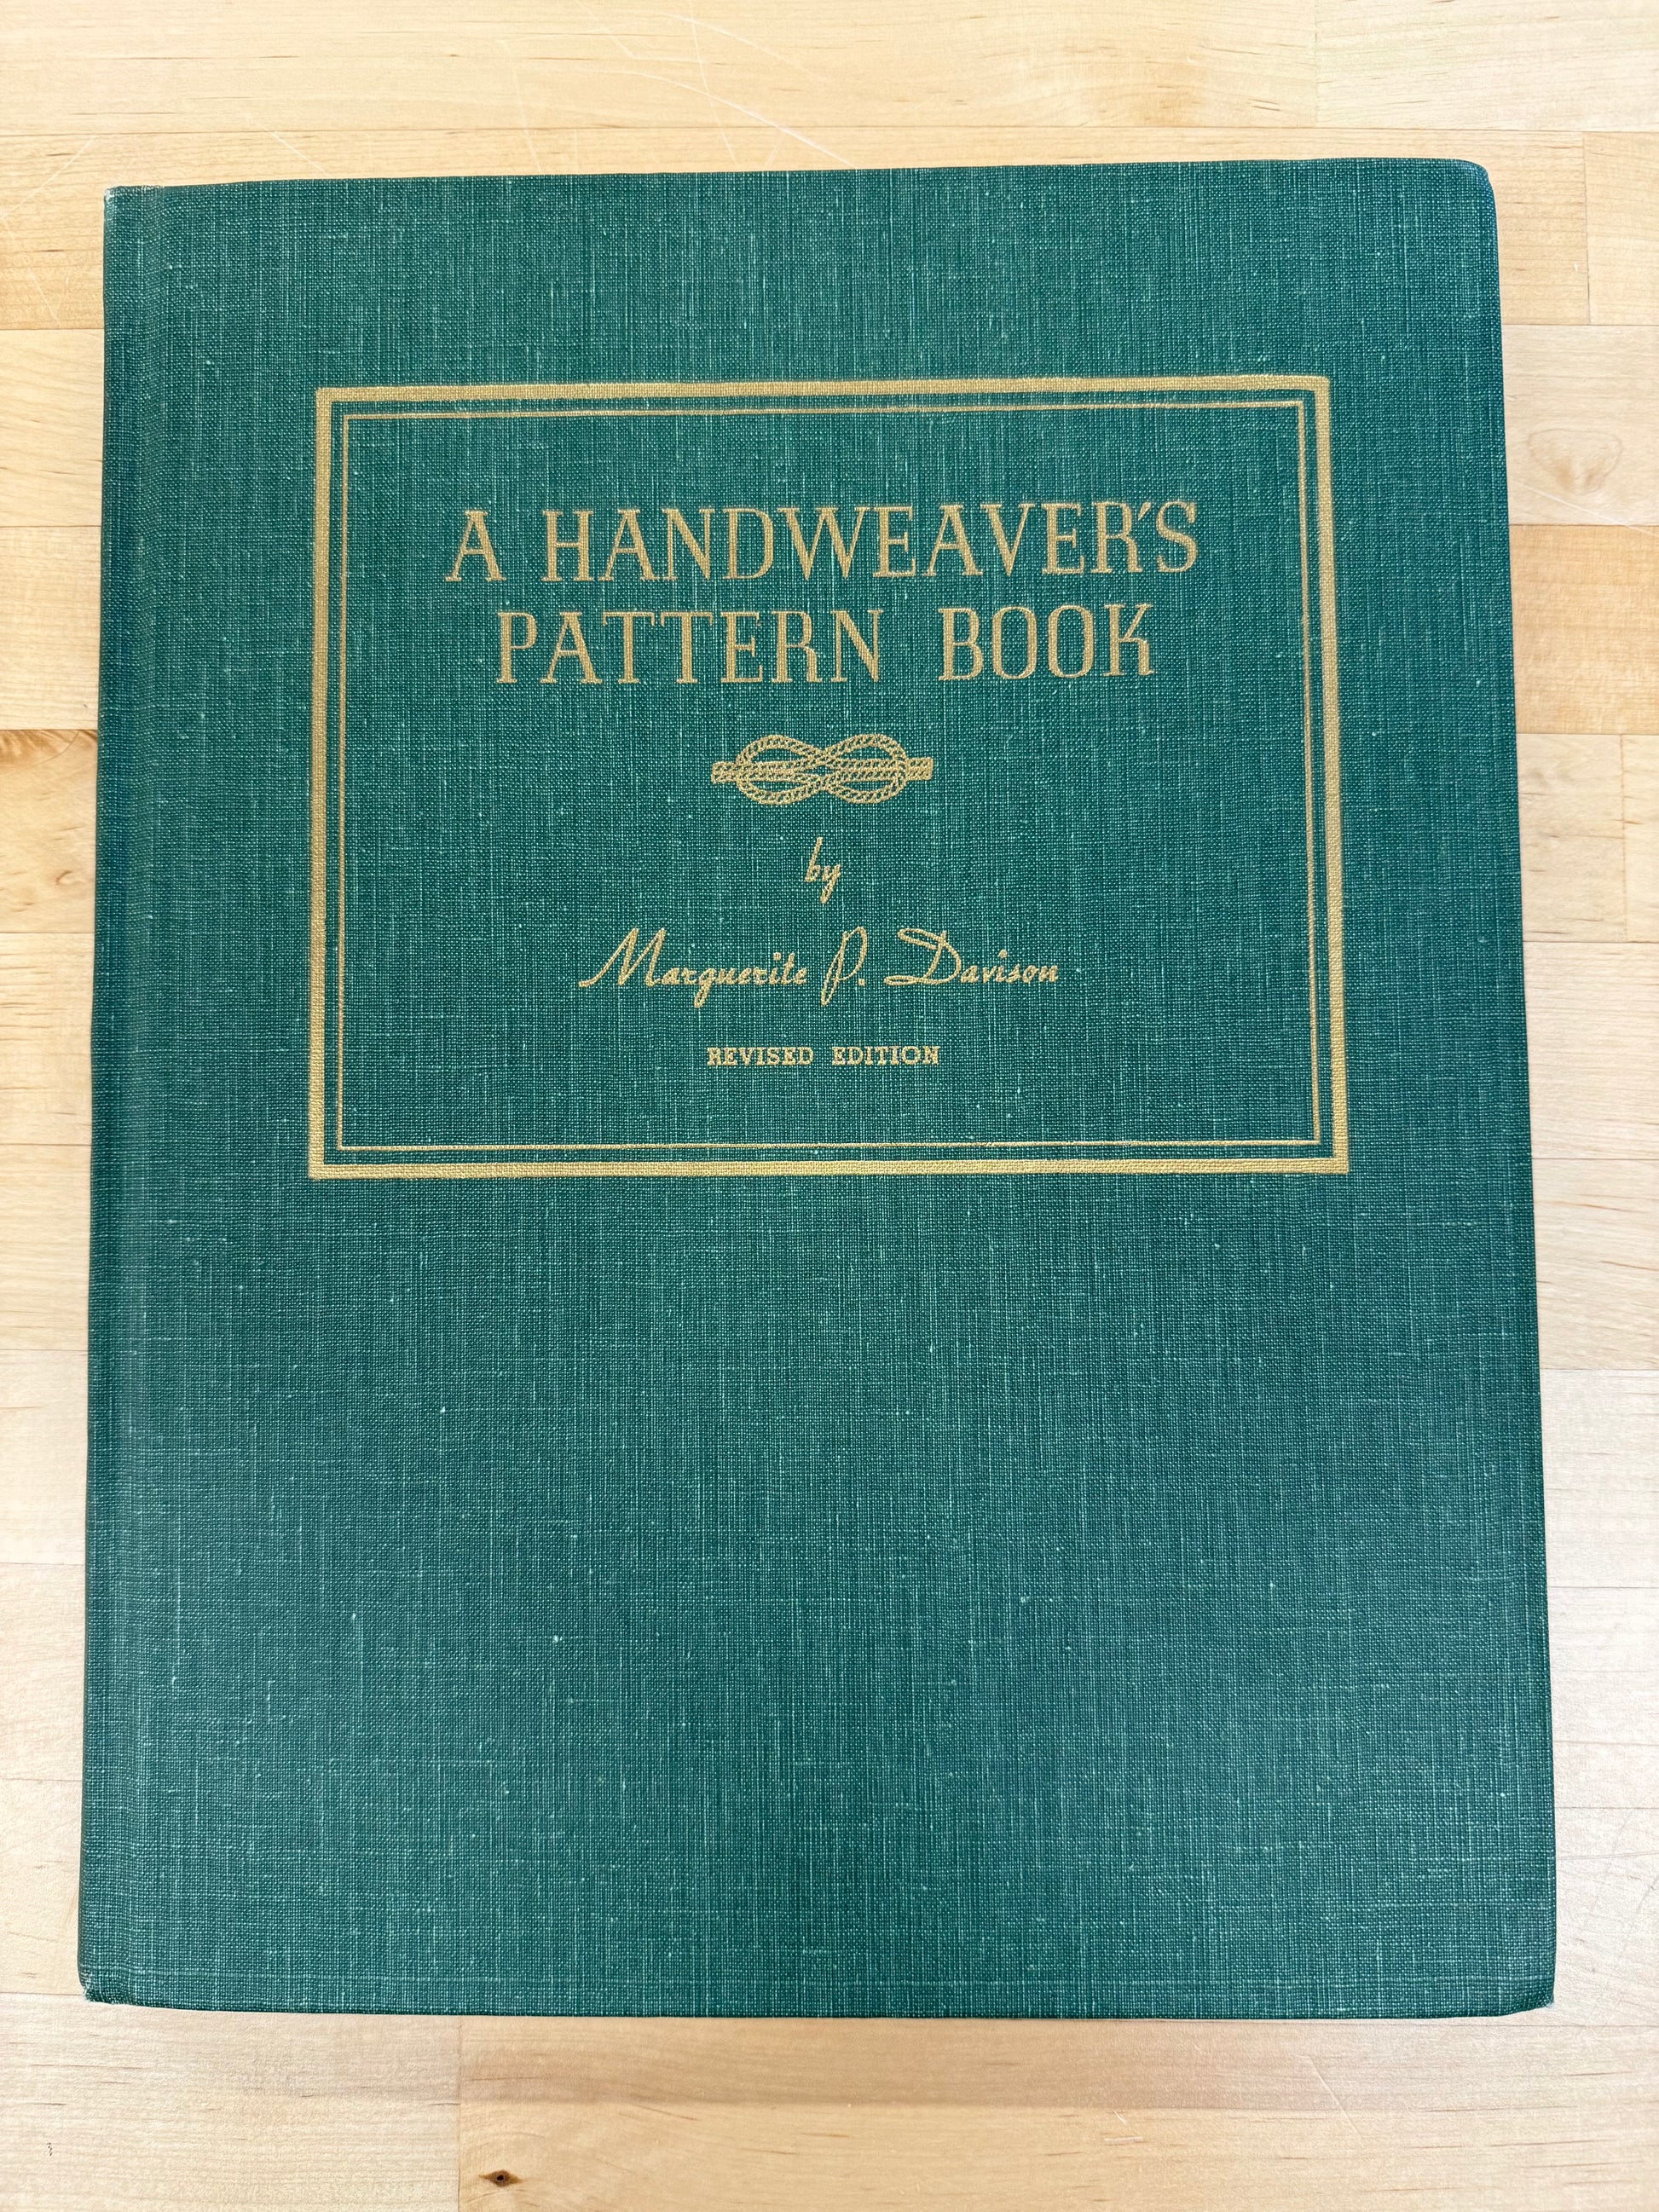 A HANDWEAVER'S
PATTERN BOOK
by
Marguerite P. Davison
REVISED EDITION